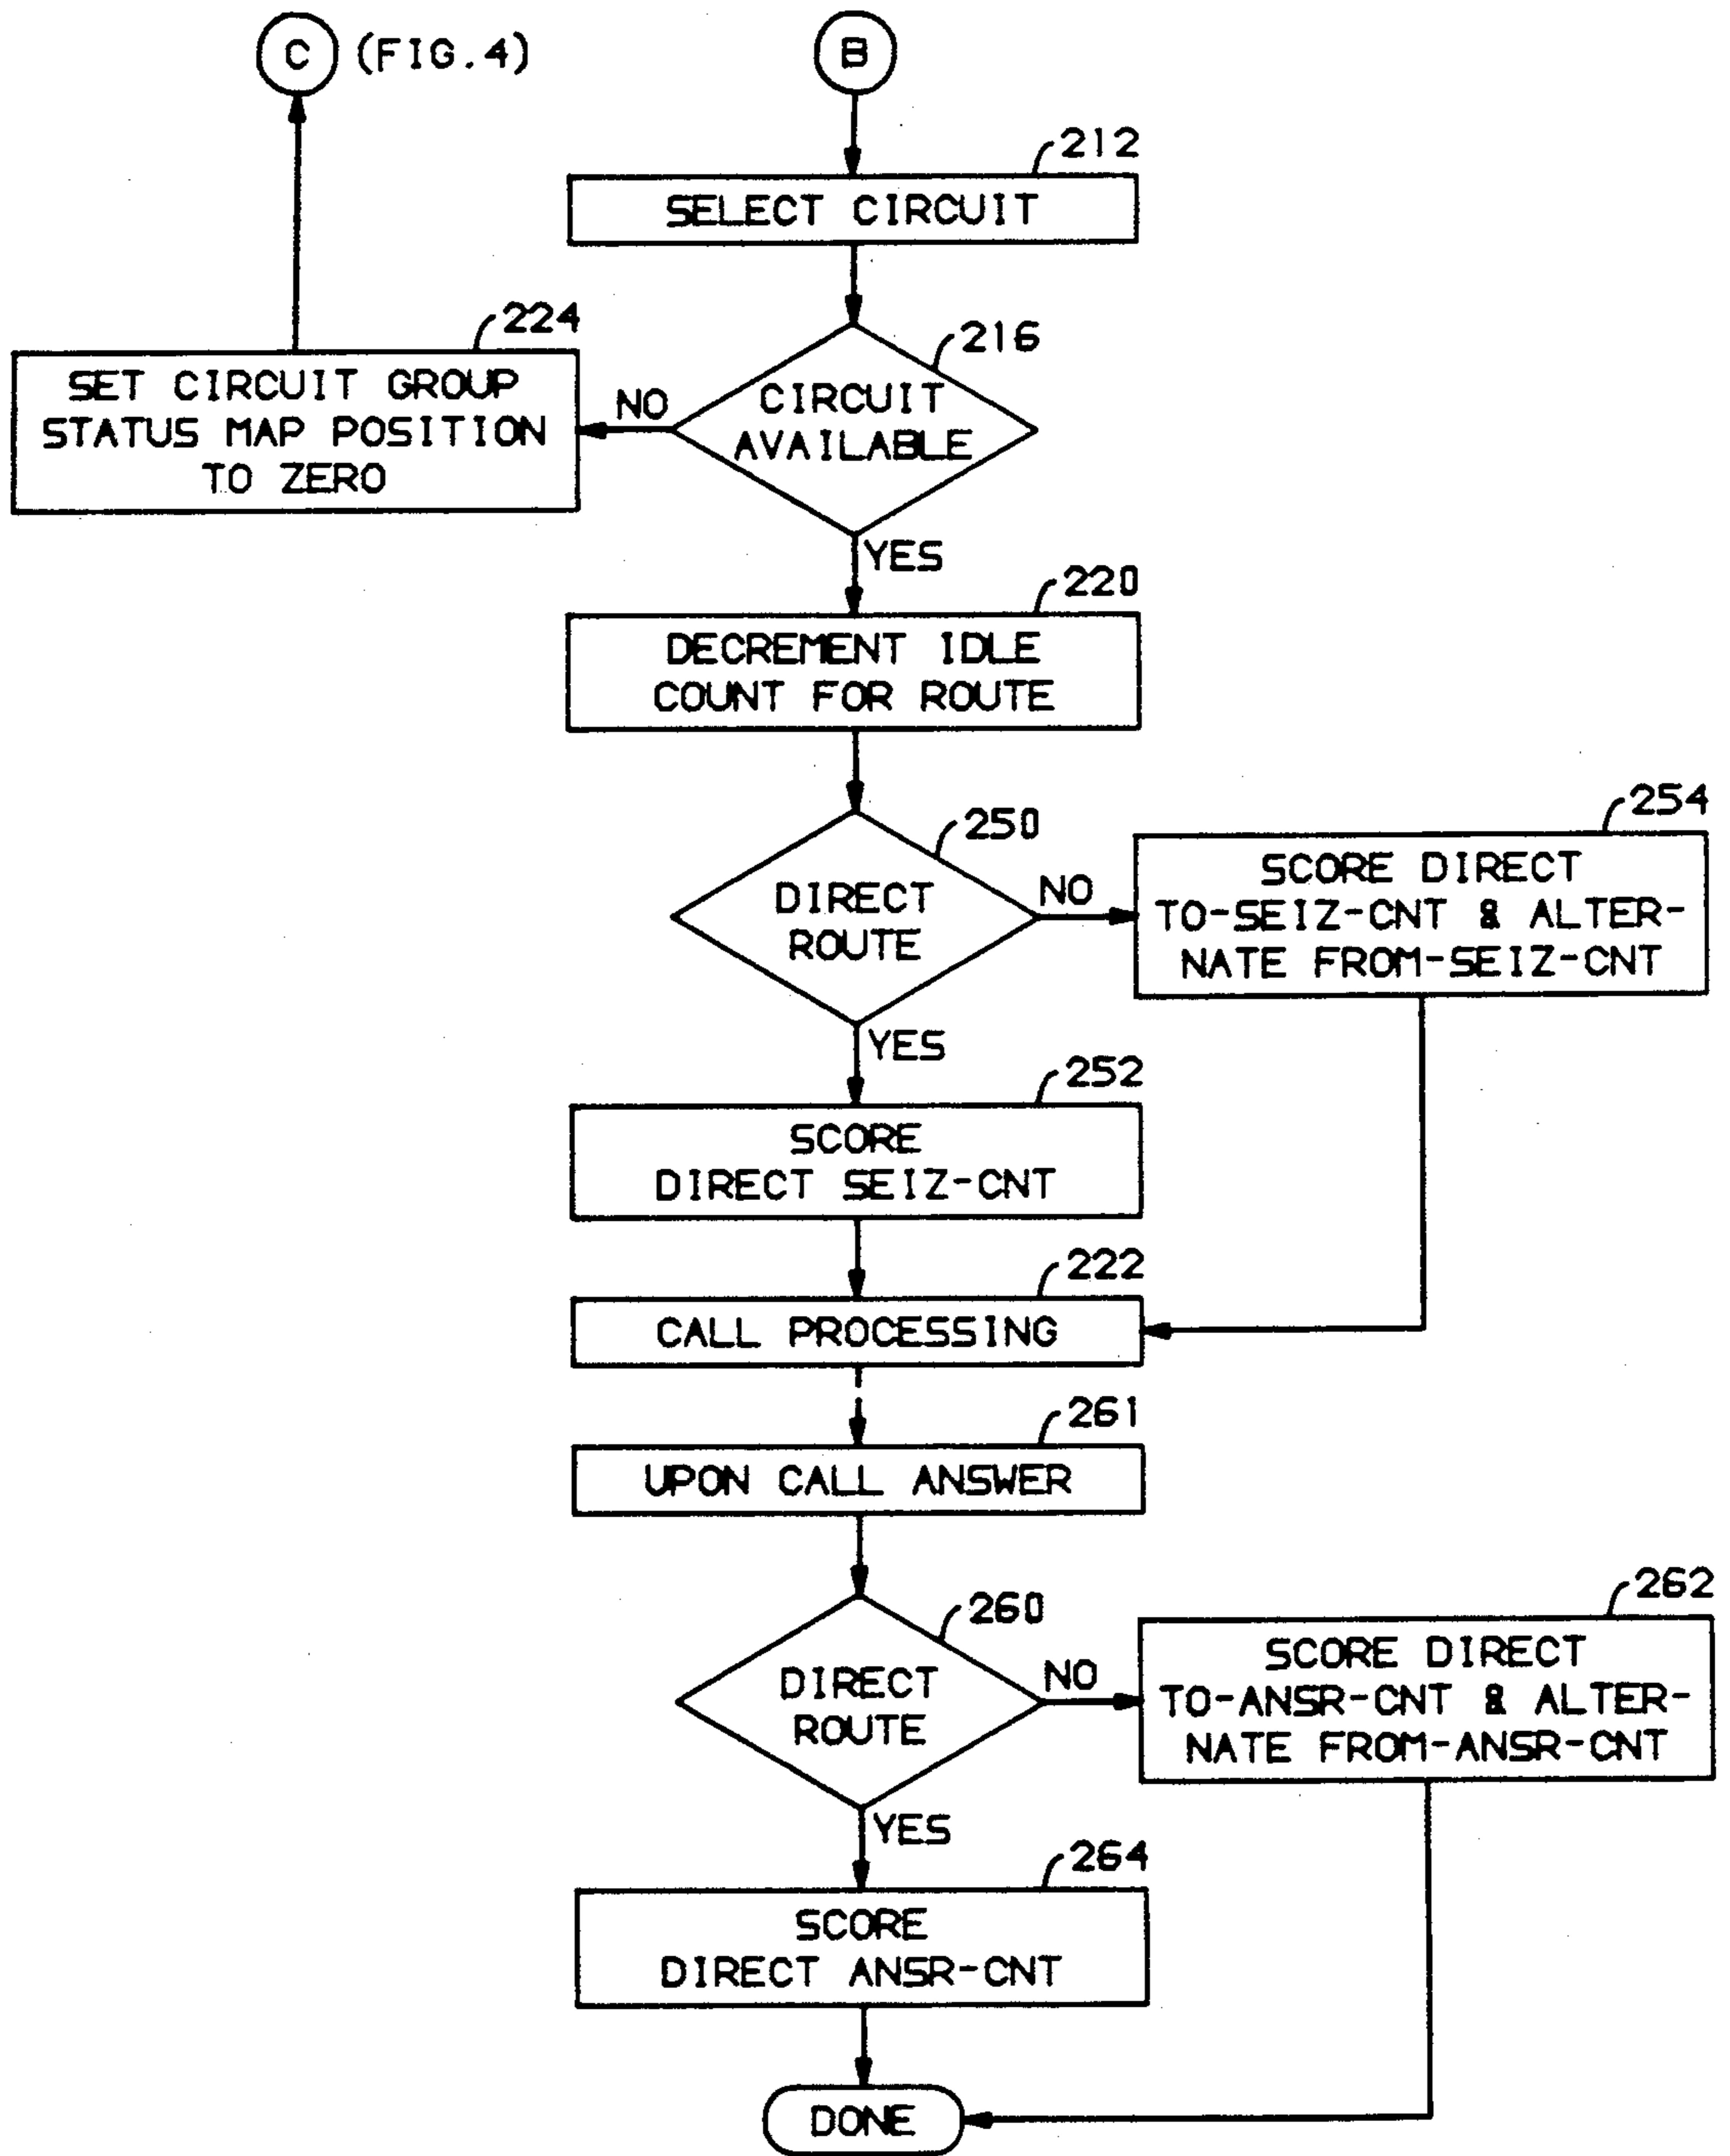 C (FIG.4)
B
212
SELECT CIRCUIT
224
216
SET CIRCUIT GROUP
STATUS MAP POSITION
TO ZERO
NO
CIRCUIT
AVAILABLE
YES
220
DECREMENT IDLE
COUNT FOR ROUTE
250
254
DIRECT
ROUTE
NO
SCORE DIRECT
TO-SEIZ-CNT & ALTER-
NATE FROM-SEIZ-CNT
YES
252
SCORE
DIRECT SEIZ-CNT
222
CALL PROCESSING
261
UPON CALL ANSWER
260
262
DIRECT
ROUTE
NO
SCORE DIRECT
TO-ANSR-CNT & ALTER-
NATE FROM-ANSR-CNT
YES
264
SCORE
DIRECT ANSR-CNT
DONE